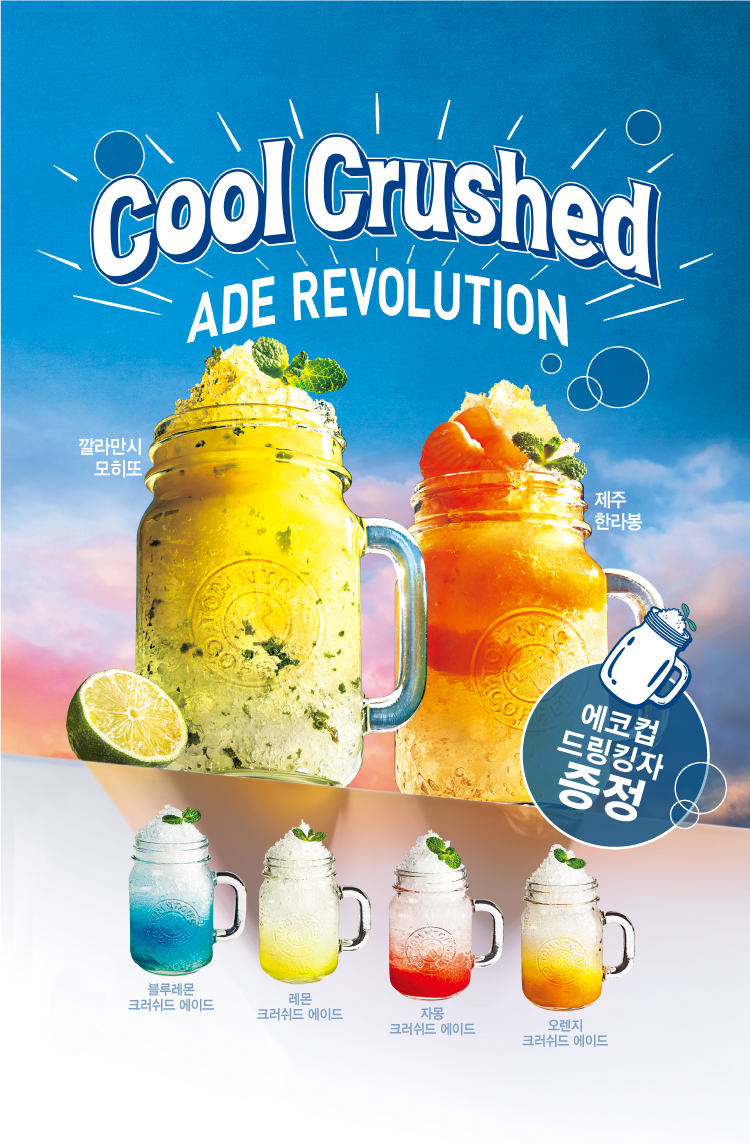 Cool Crushed
ADE REVOLUTION
깔라만시
모히또
제주
한라봉
에코컵
드링킹자
증정
블루레몬
크러쉬드 에이드
레몬
크러쉬드 에이드
자몽
크러쉬드 에이드
오렌지
크러쉬드 에이드